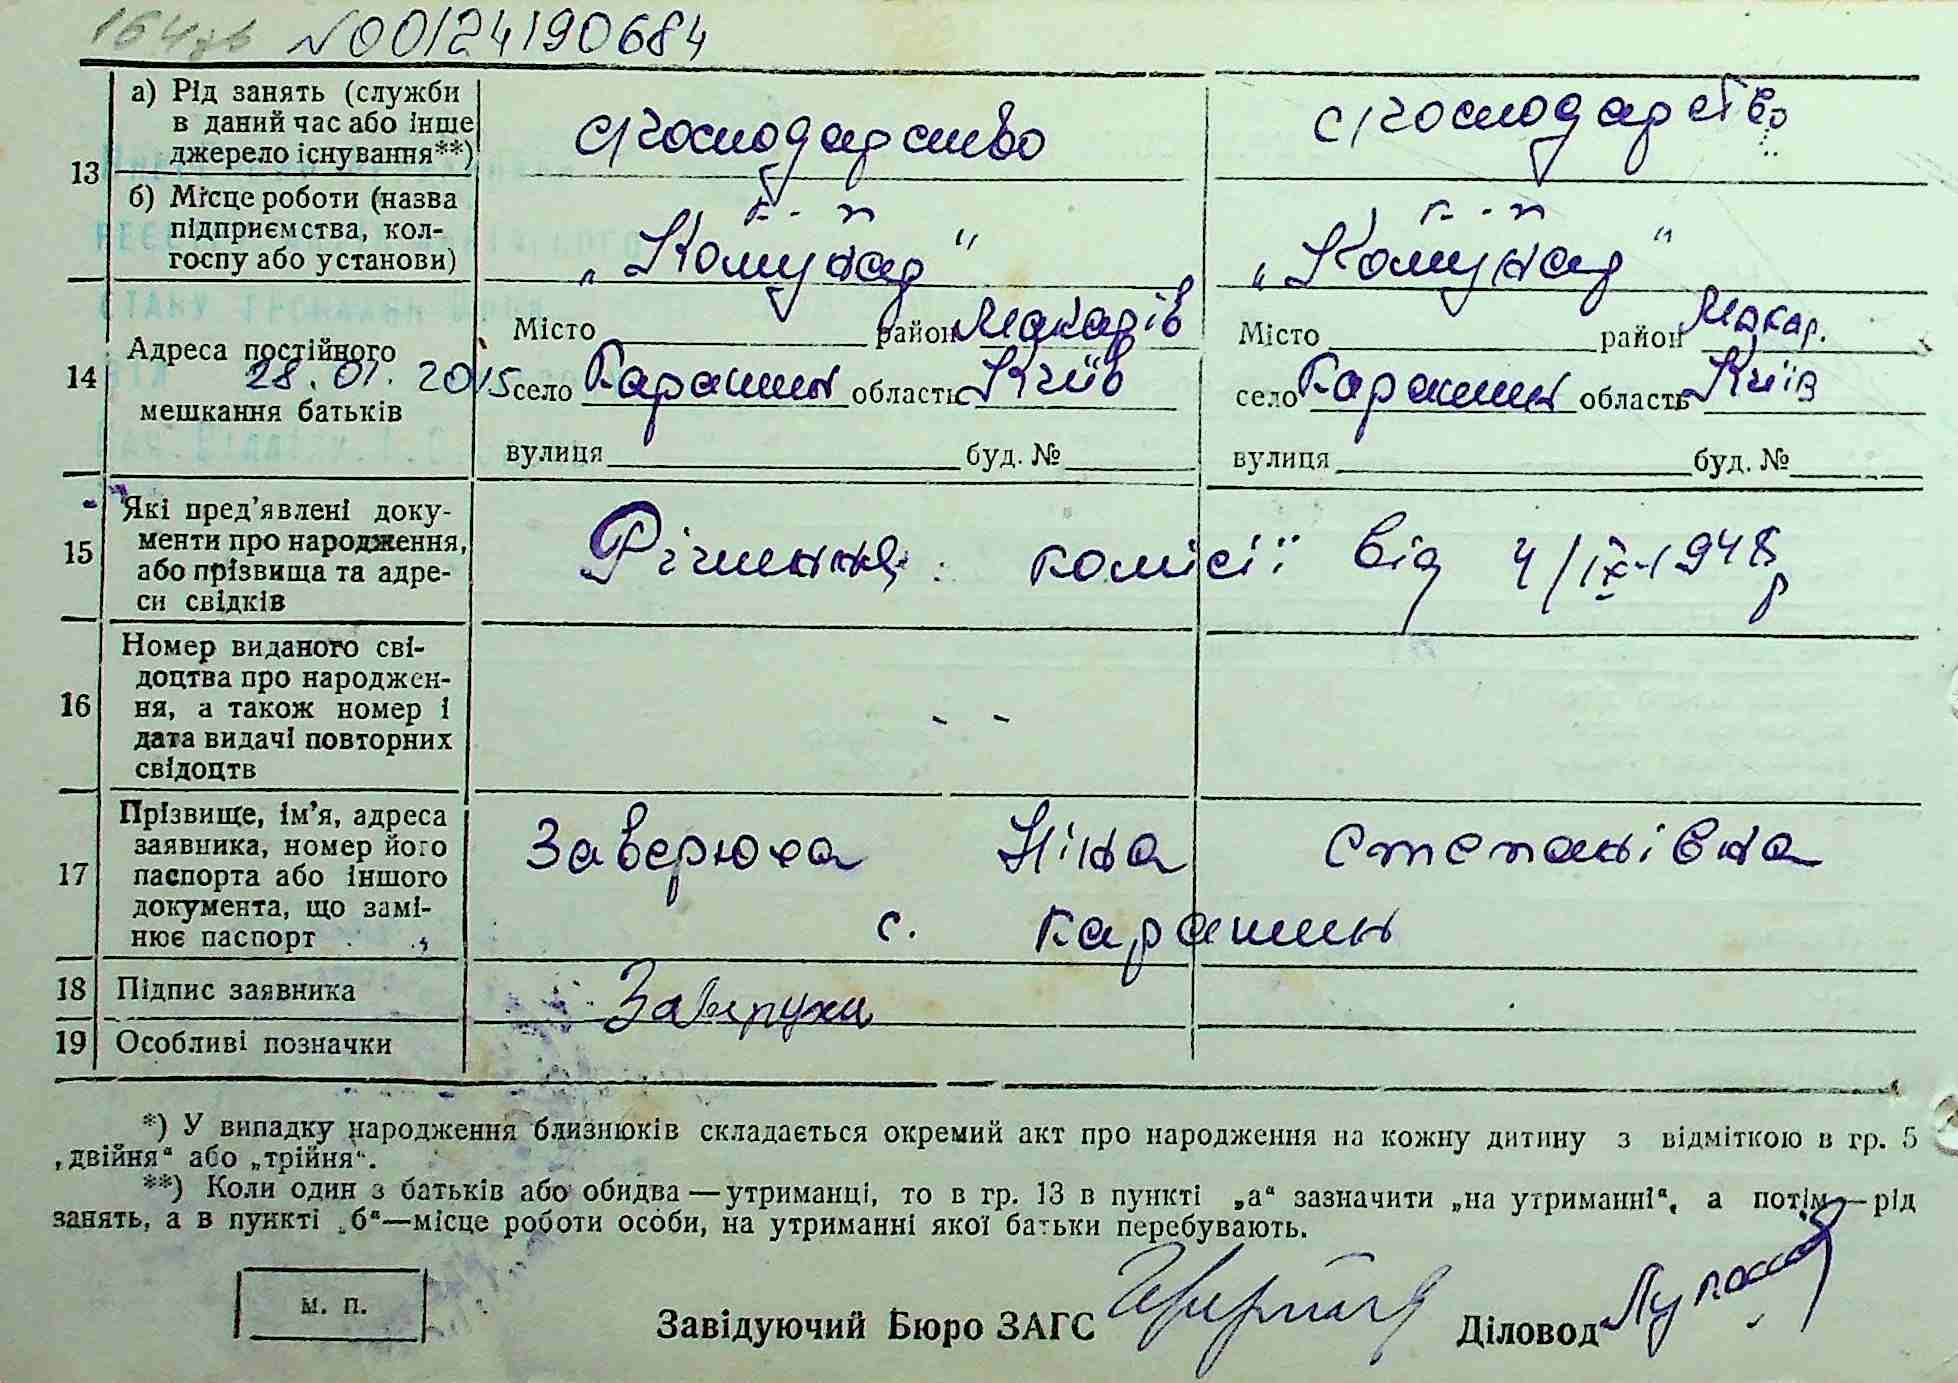 N00124190684
13
а) Рід занять (служби в даний час або інше джерело існування**)
с/господарство
с/господарство
б) Місце роботи (назва підприємства, колгоспу або установи)
к-п
„Комунар“
к-п
„Комунар“
14
Адреса постійного мешкання батьків
28.01.2015
Місто район Макарів
село Карашин область Київ
вулиця буд. №
Місто район Макар.
село Карашин область Київ
вулиця буд. №
15
Які пред'явлені документи про народження, або прізвища та адреси свідків
комісії від 4/IX-1948 р
16
Номер виданого свідоцтва про народження, а також номер і дата видачі повторних свідоцтв
- -
17
Прізвище, ім'я, адреса заявника, номер його паспорта або іншого документа, що замінює паспорт
Заверюха Ніна Степанівна
с. Карашин
18
Підпис заявника
19
Особливі позначки
*) У випадку народження близнюків складається окремий акт про народження на кожну дитину з відміткою в гр. 5
„двійня“ або „трійня“.
**) Коли один з батьків або обидва — утриманці, то в гр. 13 в пункті „а“ зазначити „на утриманні“, а потім — рід
занять, а в пункті „б“—місце роботи особи, на утриманні якої батьки перебувають.
м. п.
Завідуючий Бюро ЗАГС
Діловод